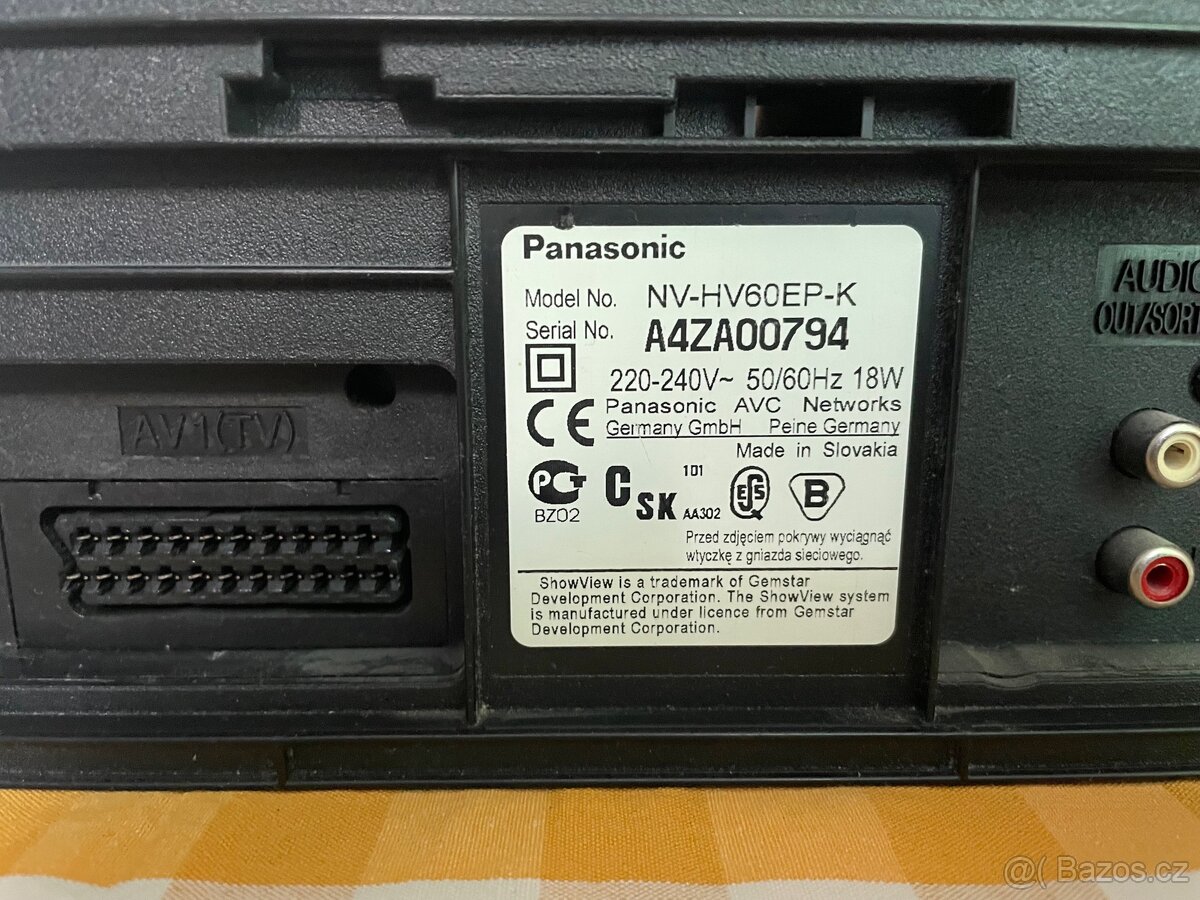 Panasonic
Model No. NV-HV60EP-K
Serial No. A4ZA00794
220-240V~ 50/60Hz 18W
CE Panasonic AVC Networks
Germany GmbH Peine Germany
Made in Slovakia
BZ02
CSK 101 AA302
B
Przed zdjęciem pokrywy wyciągnąć
wtyczkę z gniazda sieciowego.
ShowView is a trademark of Gemstar
Development Corporation. The ShowView system
is manufactured under licence from Gemstar
Development Corporation.
AV1(TV)
AUDIO
OUT/SORT
@( Bazos.cz